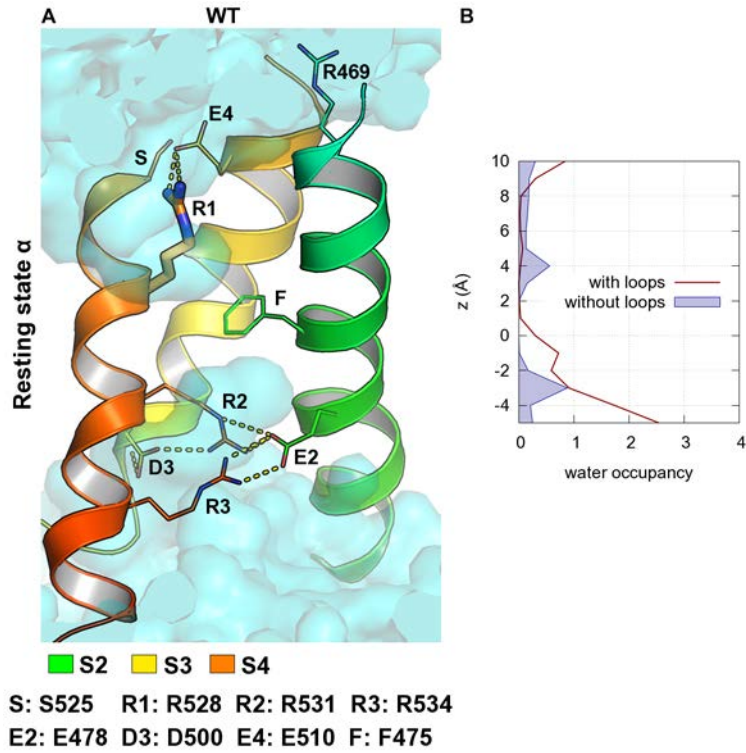 A
WT
B
R469
E4
S
R1
F
R2
D3
E2
R3
Resting state α
10
8
6
4
2
0
-2
-4
z (Å)
with loops
without loops
0 1 2 3 4
water occupancy
S2 S3 S4
S: S525 R1: R528 R2: R531 R3: R534
E2: E478 D3: D500 E4: E510 F: F475